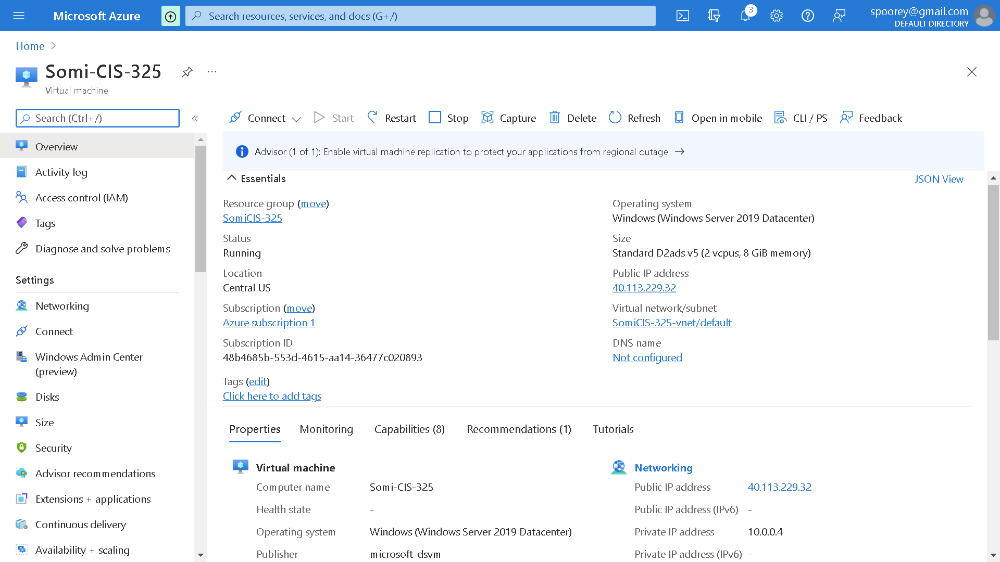 Microsoft Azure
Search resources, services, and docs (G+/)
3
spoorey@gmail.com
DEFAULT DIRECTORY
Home
Somi-CIS-325
...
Virtual machine
Search (Ctrl+/)
«
Connect
Start
Restart
Stop
Capture
Delete
Refresh
Open in mobile
CLI / PS
Feedback
Overview
Activity log
Access control (IAM)
Tags
Diagnose and solve problems
Settings
Networking
Connect
Windows Admin Center
(preview)
Disks
Size
Security
Advisor recommendations
Extensions + applications
Continuous delivery
Availability + scaling
Advisor (1 of 1): Enable virtual machine replication to protect your applications from regional outage →
Essentials
JSON View
Resource group (move)
SomiCIS-325
Status
Running
Location
Central US
Subscription (move)
Azure subscription 1
Subscription ID
48b4685b-553d-4615-aa14-36477c020893
Tags (edit)
Click here to add tags
Operating system
Windows (Windows Server 2019 Datacenter)
Size
Standard D2ads v5 (2 vcpus, 8 GiB memory)
Public IP address
40.113.229.32
Virtual network/subnet
SomiCIS-325-vnet/default
DNS name
Not configured
Properties
Monitoring
Capabilities (8)
Recommendations (1)
Tutorials
Virtual machine
Computer name Somi-CIS-325
Health state -
Operating system Windows (Windows Server 2019 Datacenter)
Publisher microsoft-dsvm
Networking
Public IP address 40.113.229.32
Public IP address (IPv6) -
Private IP address 10.0.0.4
Private IP address (IPv6) -